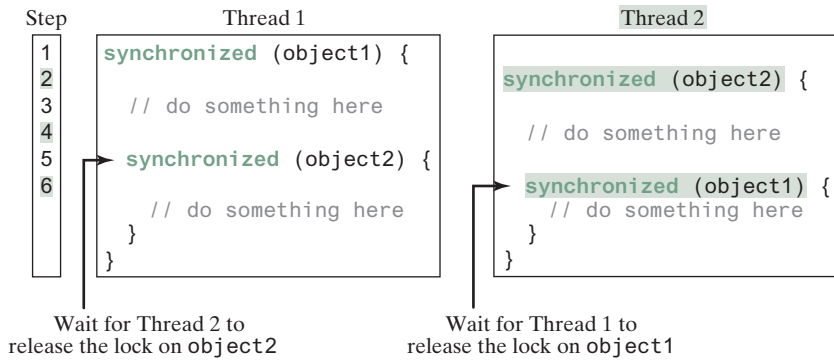 Step Thread 1 Thread 2
1 synchronized (object1) {
2 synchronized (object2) {
3 // do something here
4 // do something here
5 synchronized (object2) {
6 synchronized (object1) {
// do something here // do something here
} }
} }
Wait for Thread 2 to Wait for Thread 1 to
release the lock on object2 release the lock on object1